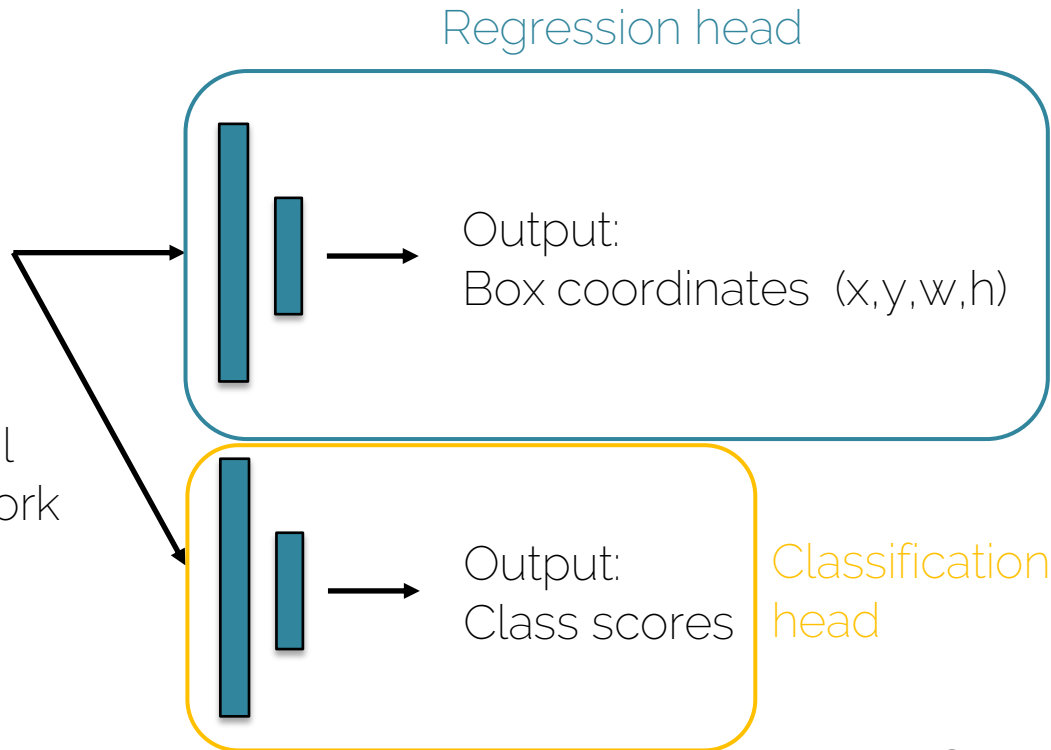 Regression head
Output:
Box coordinates (x,y,w,h)
Output:
Class scores
Classification
head